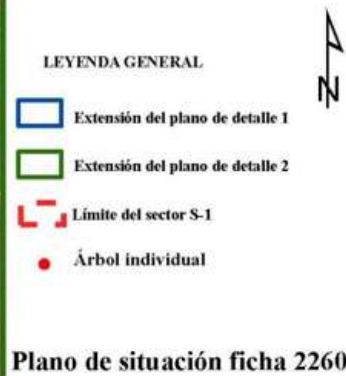 N
LEYENDA GENERAL
Extensión del plano de detalle 1
Extensión del plano de detalle 2
Límite del sector S-1
Árbol individual
Plano de situación ficha 2260